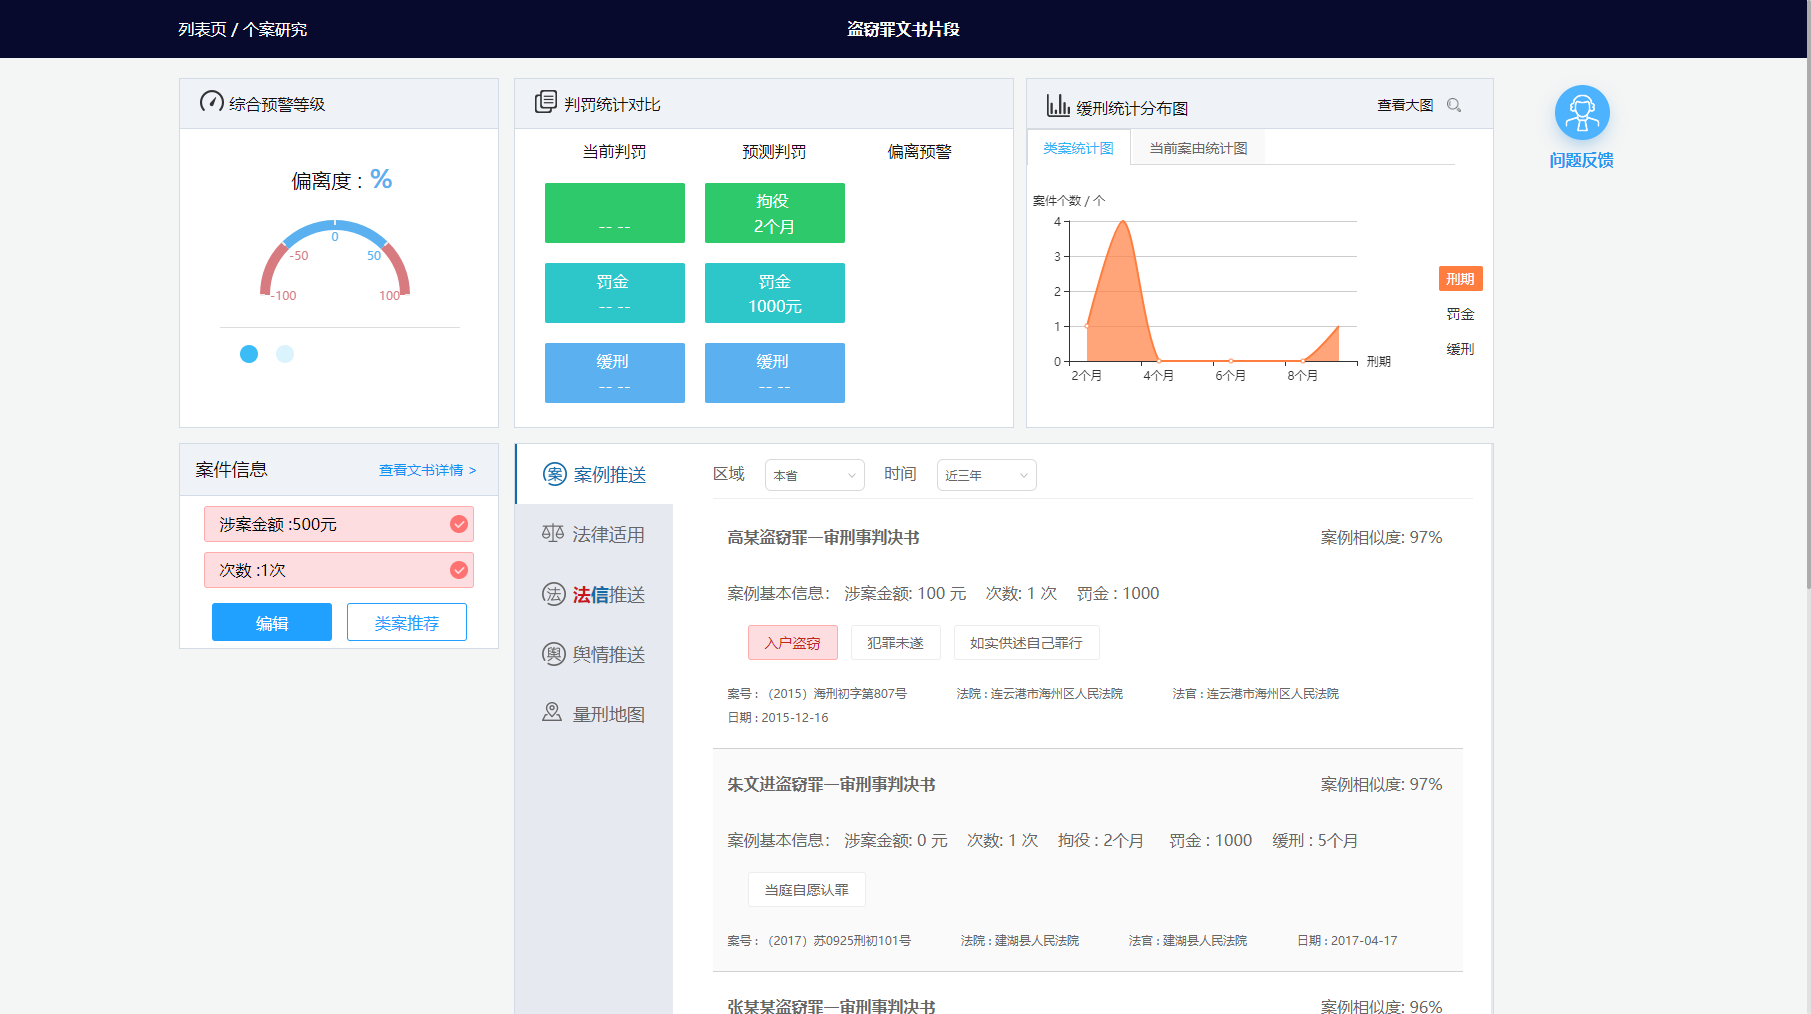 列表页 / 个案研究
盗窃罪文书片段
综合预警等级
偏离度 : %
0
-50
50
-100
100
判罚统计对比
当前判罚
预测判罚
偏离预警
-- --
拘役
2个月
罚金
-- --
罚金
1000元
缓刑
-- --
缓刑
-- --
缓刑统计分布图
查看大图
类案统计图
当前案由统计图
案件个数 / 个
4
3
2
1
0
2个月
4个月
6个月
8个月
刑期
刑期
罚金
缓刑
问题反馈
案件信息
查看文书详情 >
涉案金额 :500元
次数 :1次
编辑
类案推荐
案 案例推送
法律适用
法 法信推送
舆 舆情推送
量刑地图
区域
本省
时间
近三年
高某盗窃罪一审刑事判决书
案例相似度: 97%
案例基本信息： 涉案金额: 100 元 次数: 1 次 罚金 : 1000
入户盗窃
犯罪未遂
如实供述自己罪行
案号 : （2015）海刑初字第807号
法院 : 连云港市海州区人民法院
法官 : 连云港市海州区人民法院
日期 : 2015-12-16
朱文进盗窃罪一审刑事判决书
案例相似度: 97%
案例基本信息： 涉案金额: 0 元 次数: 1 次 拘役 : 2个月 罚金 : 1000 缓刑 : 5个月
当庭自愿认罪
案号 : （2017）苏0925刑初101号
法院 : 建湖县人民法院
法官 : 建湖县人民法院
日期 : 2017-04-17
张某某盗窃罪一审刑事判决书
案例相似度: 96%